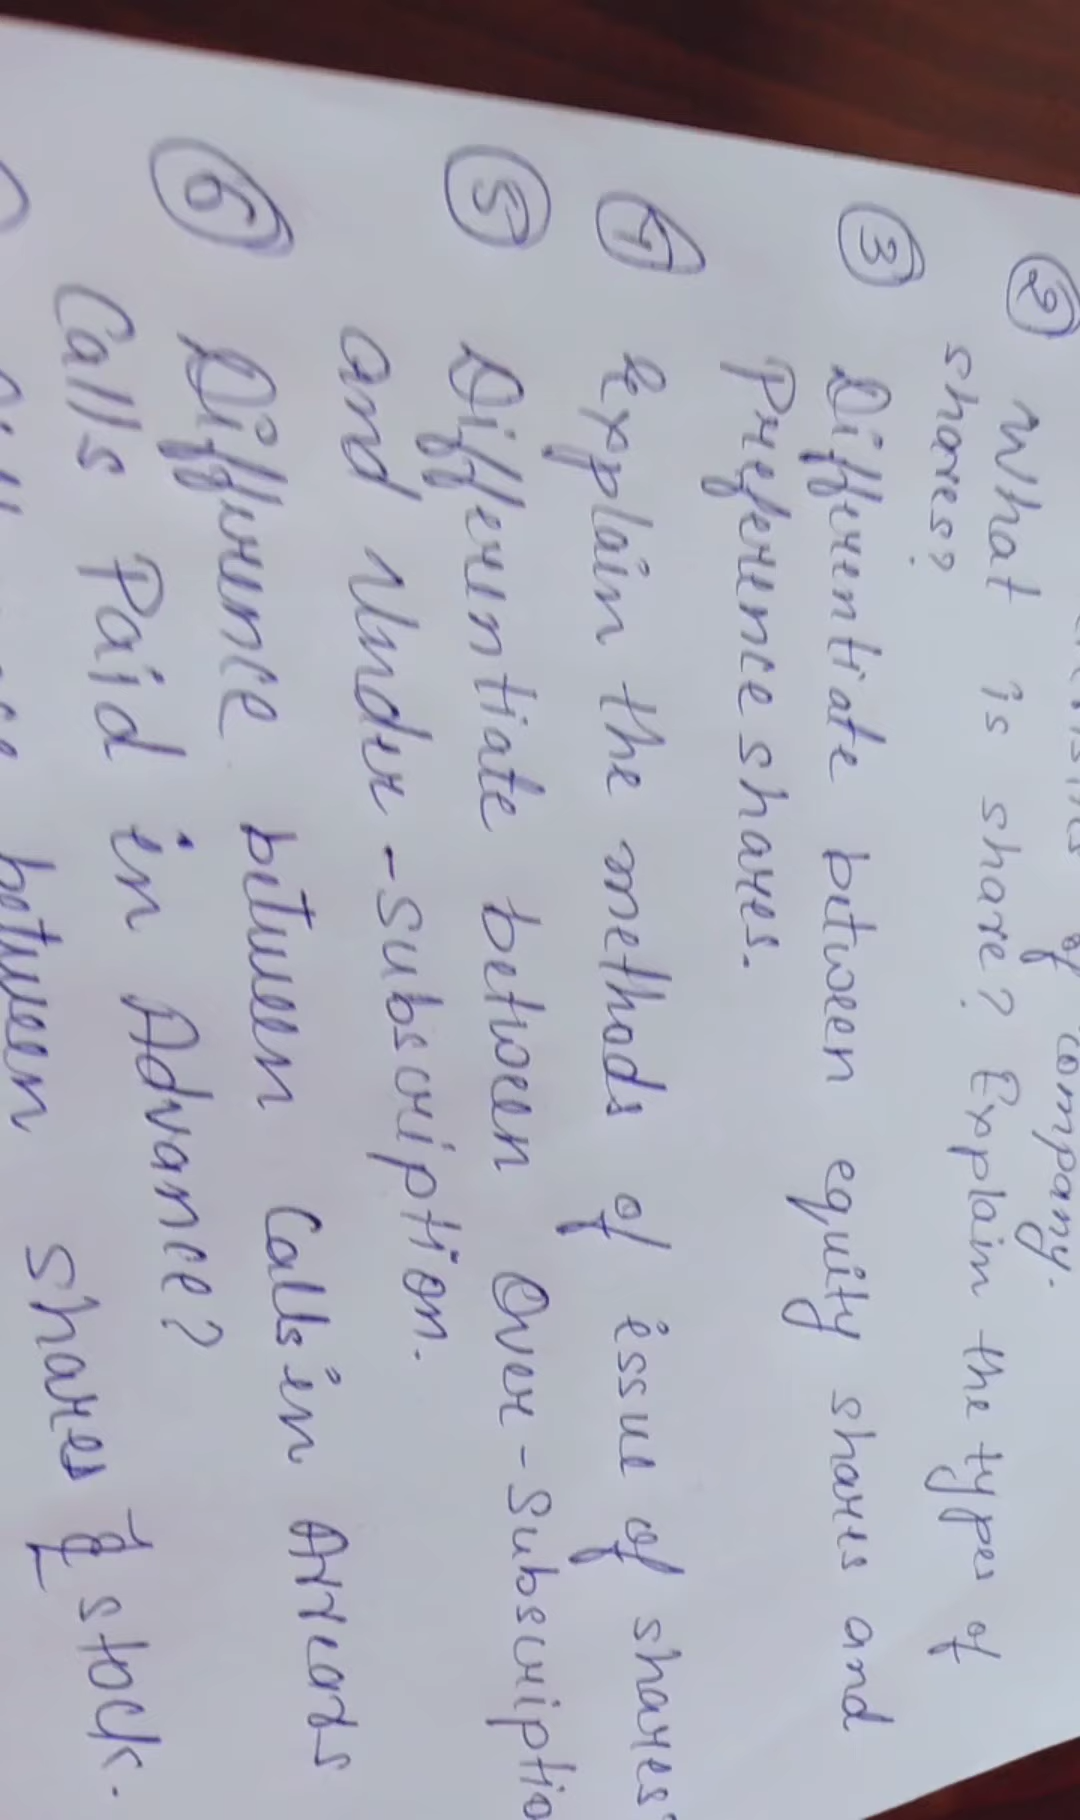 of company.
② What is share? Explain the types of
shares?
③ Differentiate between equity shares and
Preference shares.
④ Explain the methods of issue of shares?
⑤ Differentiate between Over-Subscriptio
and Under-Subscription.
⑥ Difference between Calls in Arrears
Calls Paid in Advance?
between shares & stock.